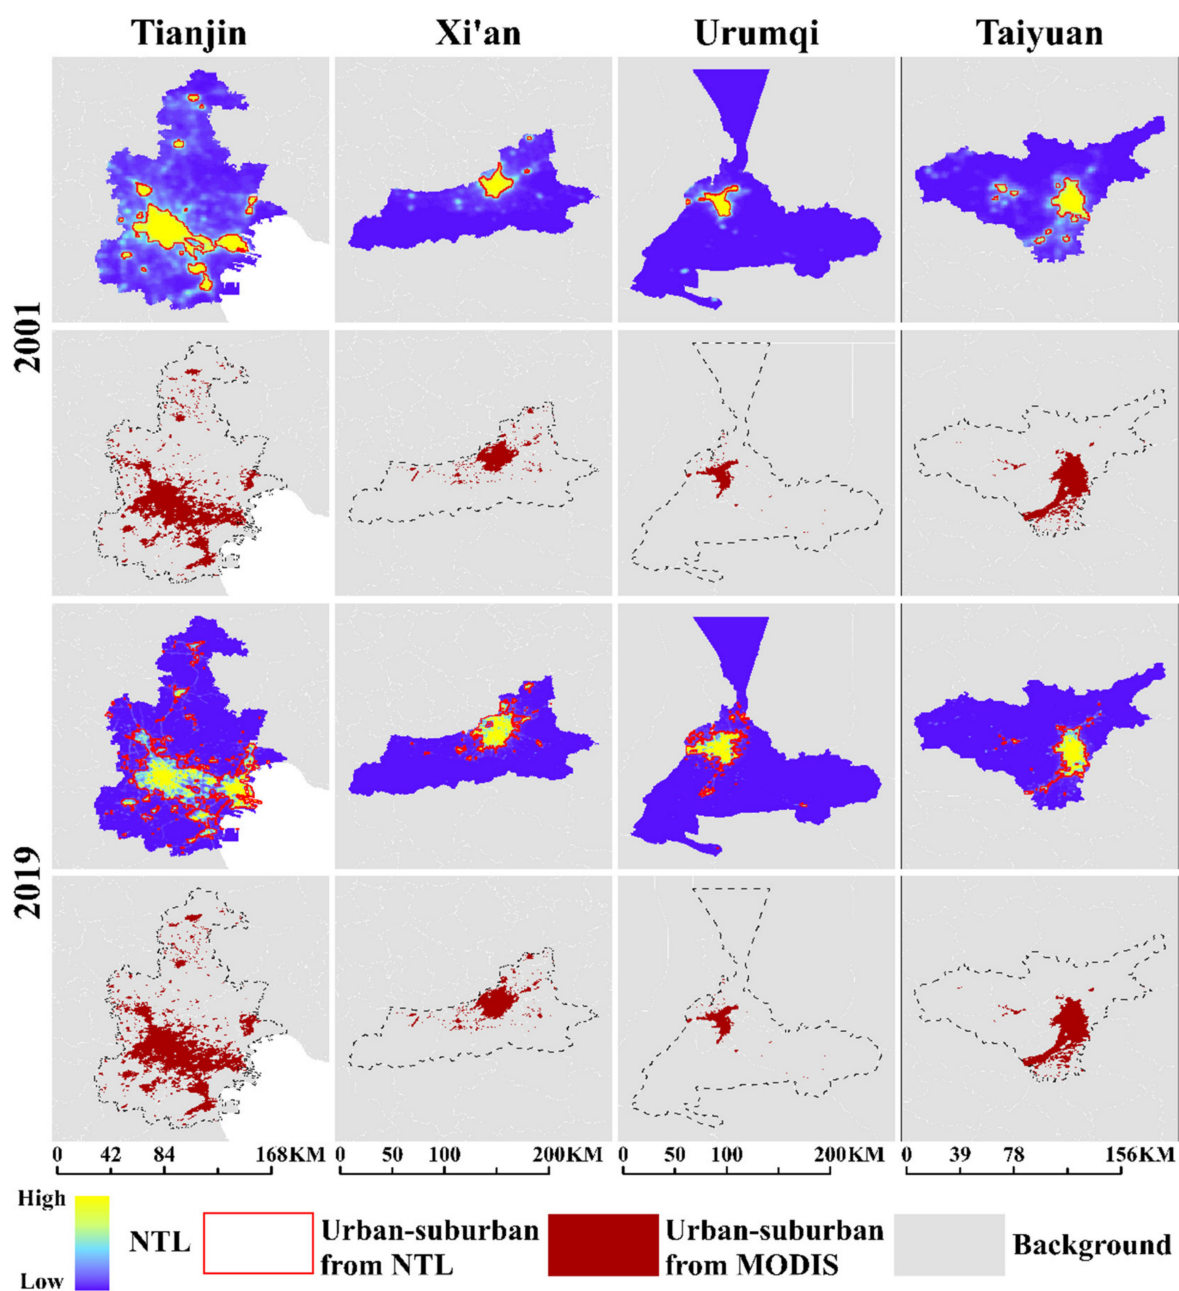 Tianjin
Xi'an
Urumqi
Taiyuan
2001
2019
0 42 84 168KM
0 50 100 200KM
0 50 100 200KM
0 39 78 156KM
High
Low
NTL
Urban-suburban
from NTL
Urban-suburban
from MODIS
Background